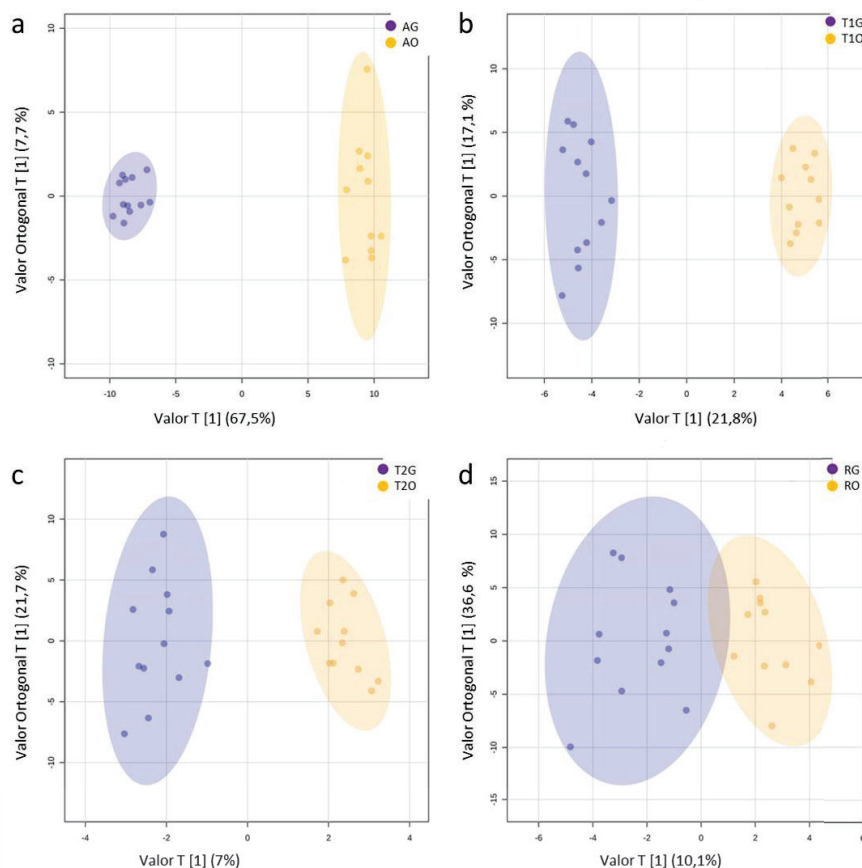 a
AG
AO
Valor Ortogonal T [1] (7,7 %)
10
5
0
-5
-10
-10
-5
0
5
10
Valor T [1] (67,5%)
b
T1G
T1O
Valor Ortogonal T [1] (17,1 %)
10
5
0
-5
-10
-6
-4
-2
0
2
4
6
Valor T [1] (21,8%)
c
T2G
T2O
Valor Ortogonal T [1] (21,7 %)
10
5
0
-5
-10
-4
-2
0
2
4
Valor T [1] (7%)
d
RG
RO
Valor Ortogonal T [1] (36,6 %)
15
10
5
0
-5
-10
-15
-6
-4
-2
0
2
4
6
Valor T [1] (10,1%)